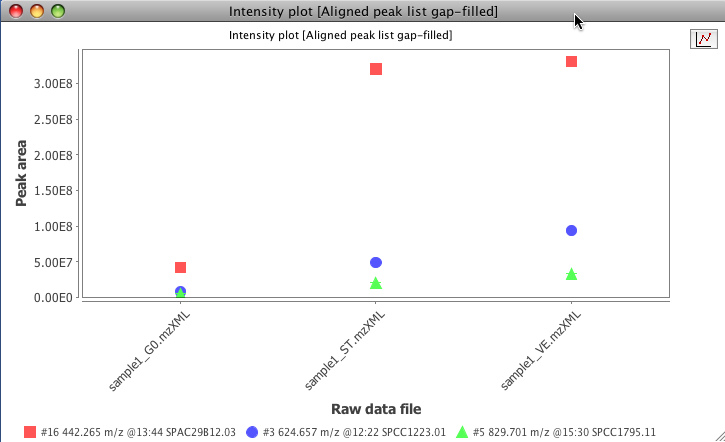 Intensity plot [Aligned peak list gap-filled]
Intensity plot [Aligned peak list gap-filled]
Peak area
3.00E8
2.50E8
2.00E8
1.50E8
1.00E8
5.00E7
0.00E0
sample1_G0.mzXML
sample1_ST.mzXML
sample1_VE.mzXML
Raw data file
#16 442.265 m/z @13:44 SPAC29B12.03 #3 624.657 m/z @12:22 SPCC1223.01 #5 829.701 m/z @15:30 SPCC1795.11